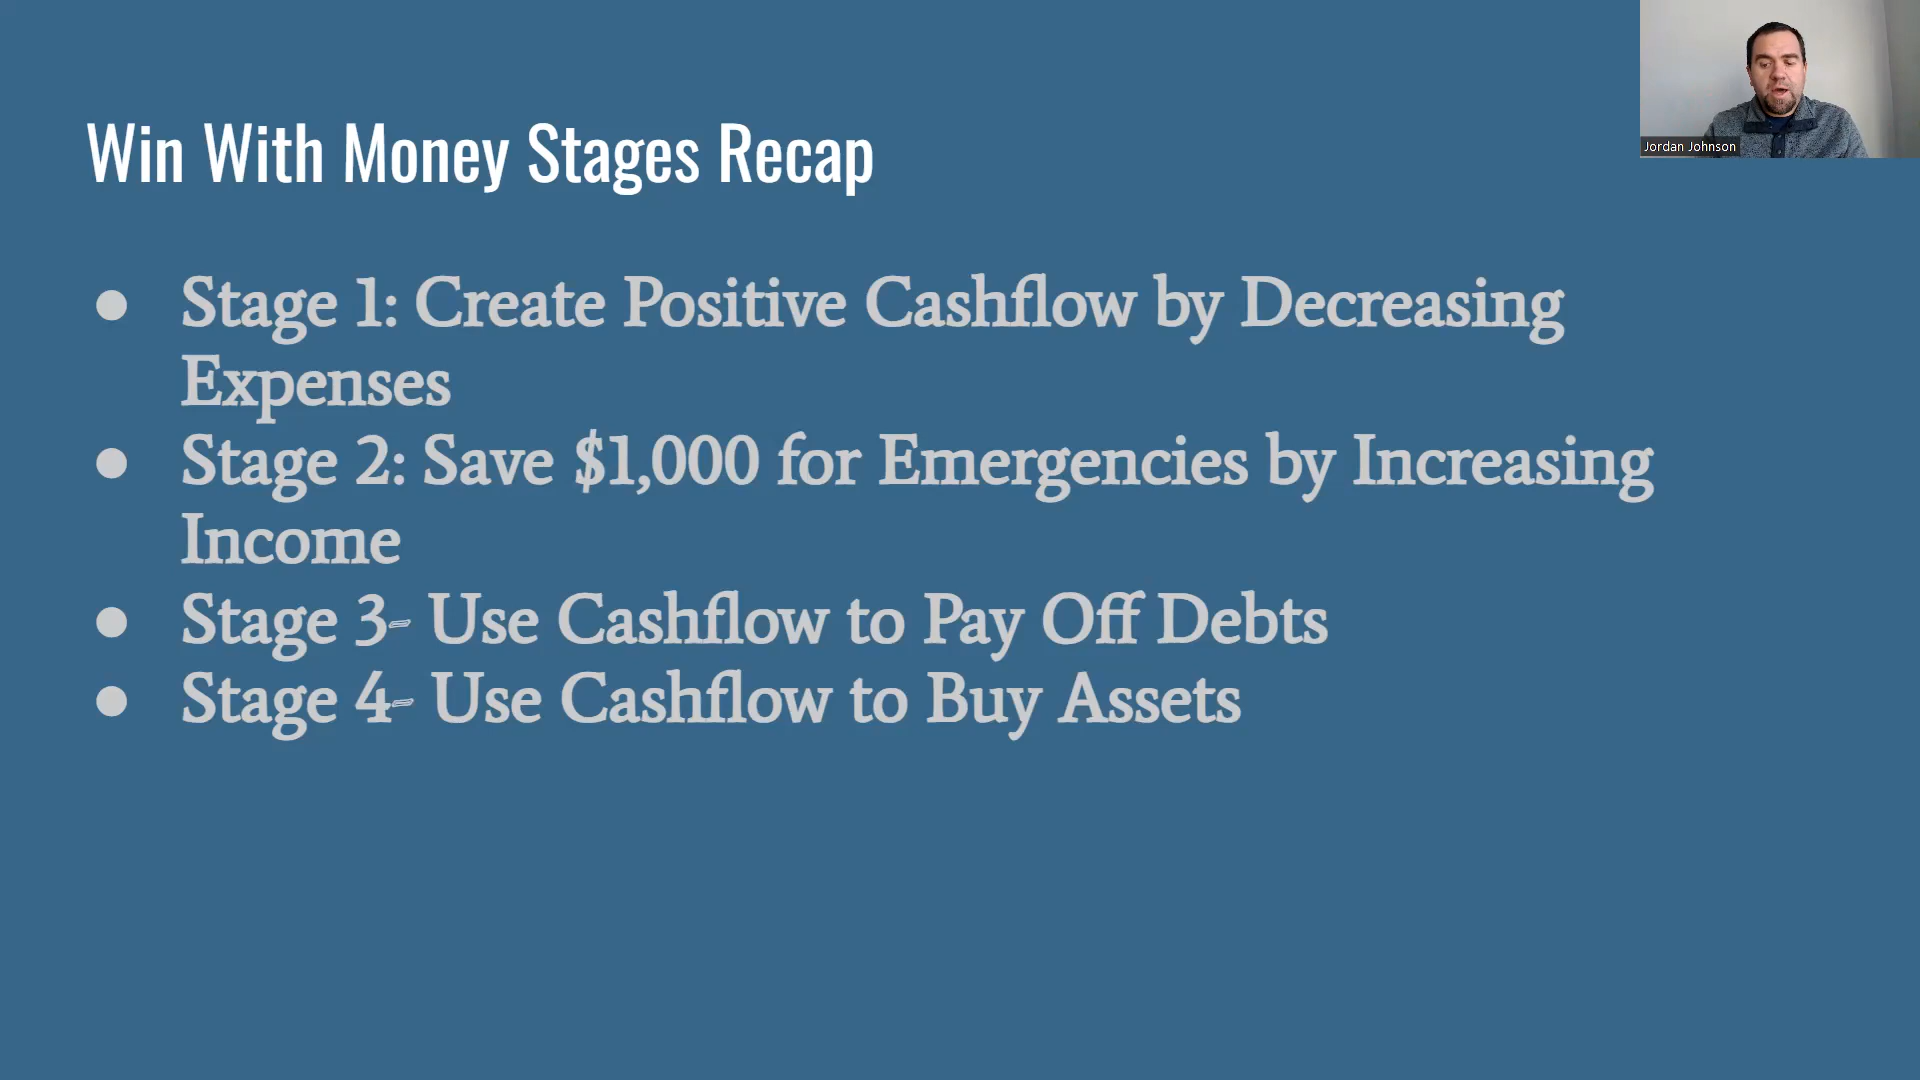 Win With Money Stages Recap
Jordan Johnson
● Stage 1: Create Positive Cashflow by Decreasing
Expenses
● Stage 2: Save $1,000 for Emergencies by Increasing
Income
● Stage 3- Use Cashflow to Pay Off Debts
● Stage 4- Use Cashflow to Buy Assets